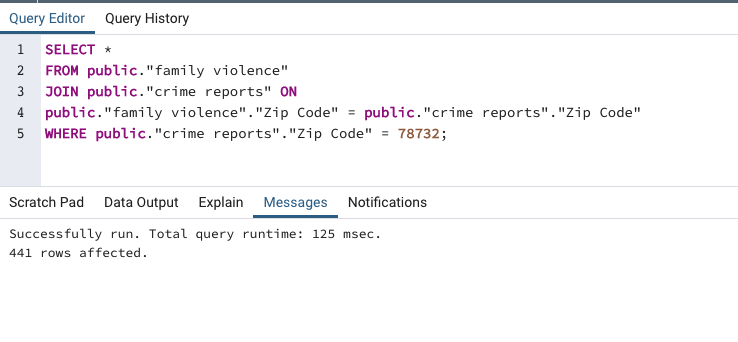 Query Editor Query History
1 SELECT *
2 FROM public."family violence"
3 JOIN public."crime reports" ON
4 public."family violence"."Zip Code" = public."crime reports"."Zip Code"
5 WHERE public."crime reports"."Zip Code" = 78732;
Scratch Pad Data Output Explain Messages Notifications
Successfully run. Total query runtime: 125 msec.
441 rows affected.